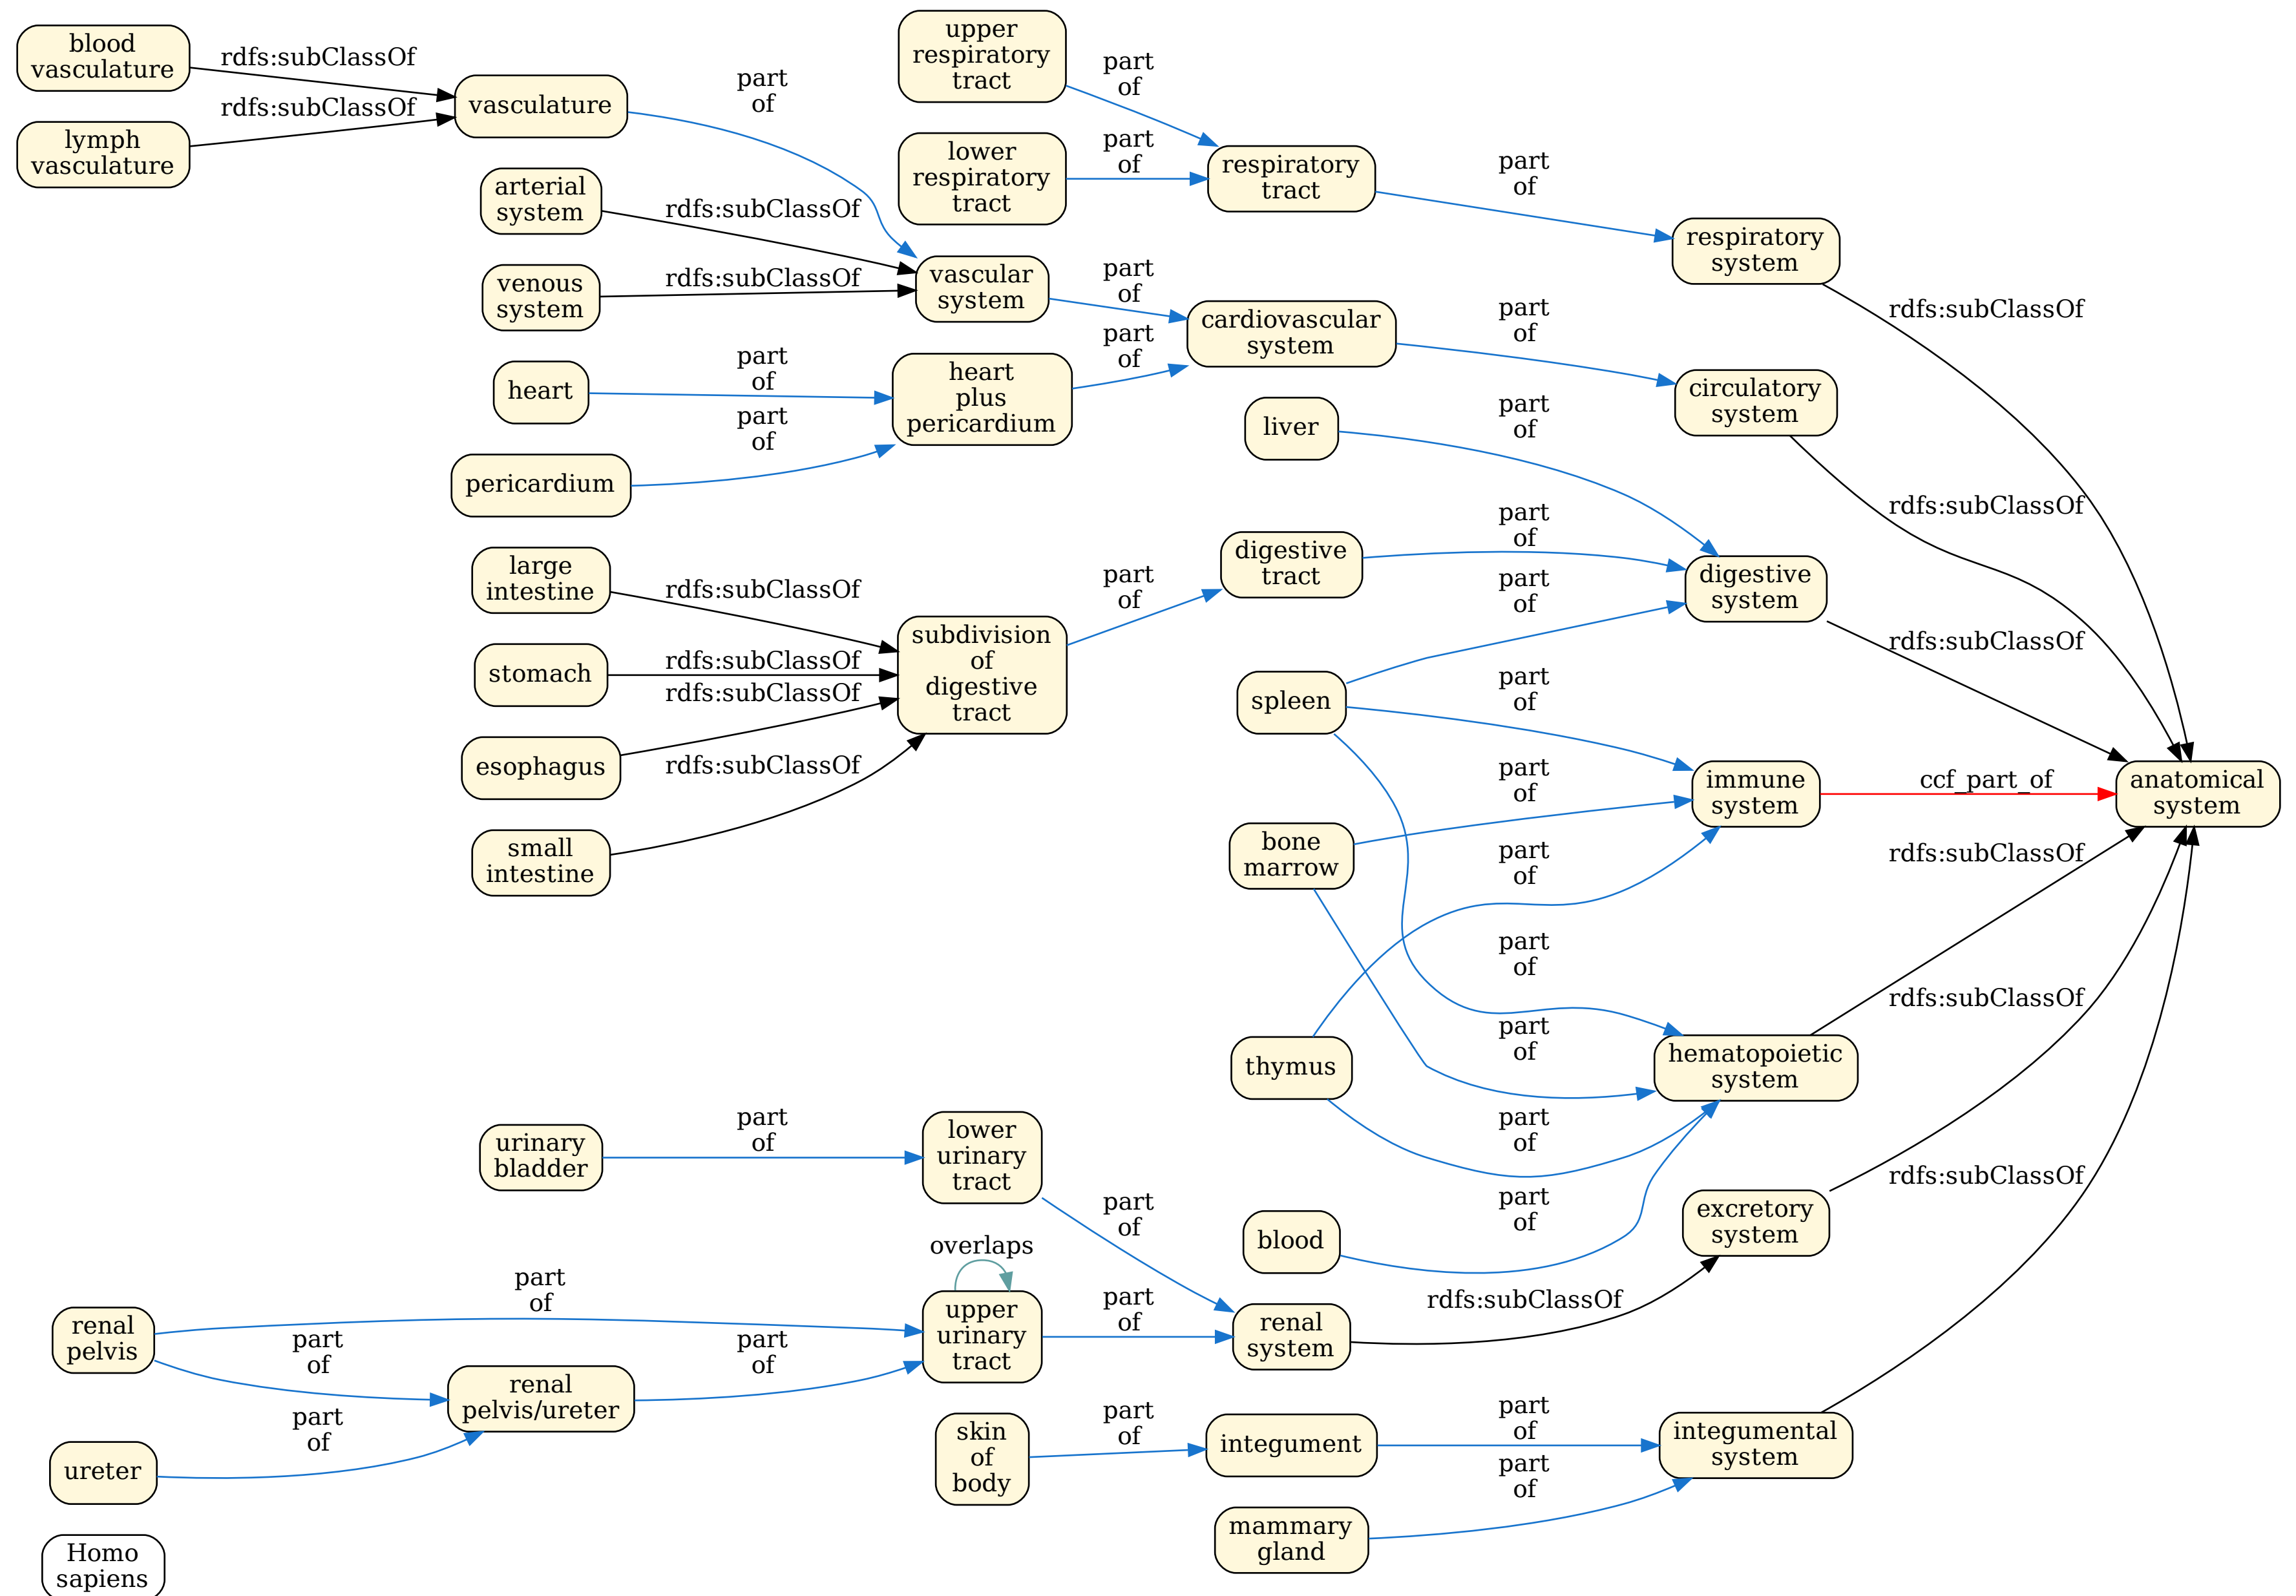 blood
vasculature
rdfs:subClassOf
lymph
vasculature
rdfs:subClassOf
vasculature
part
of
arterial
system
rdfs:subClassOf
venous
system
rdfs:subClassOf
heart
part
of
pericardium
part
of
large
intestine
rdfs:subClassOf
stomach
rdfs:subClassOf
esophagus
rdfs:subClassOf
small
intestine
rdfs:subClassOf
urinary
bladder
part
of
renal
pelvis
part
of
part
of
ureter
part
of
renal
pelvis/ureter
part
of
Homo
sapiens
upper
respiratory
tract
part
of
lower
respiratory
tract
part
of
vascular
system
part
of
heart
plus
pericardium
part
of
subdivision
of
digestive
tract
part
of
lower
urinary
tract
part
of
overlaps
upper
urinary
tract
part
of
skin
of
body
part
of
respiratory
tract
part
of
cardiovascular
system
part
of
liver
part
of
digestive
tract
part
of
spleen
part
of
part
of
part
of
bone
marrow
part
of
part
of
thymus
part
of
part
of
blood
part
of
renal
system
rdfs:subClassOf
integument
part
of
mammary
gland
part
of
respiratory
system
rdfs:subClassOf
circulatory
system
rdfs:subClassOf
digestive
system
rdfs:subClassOf
immune
system
ccf_part_of
hematopoietic
system
rdfs:subClassOf
excretory
system
rdfs:subClassOf
integumental
system
rdfs:subClassOf
anatomical
system